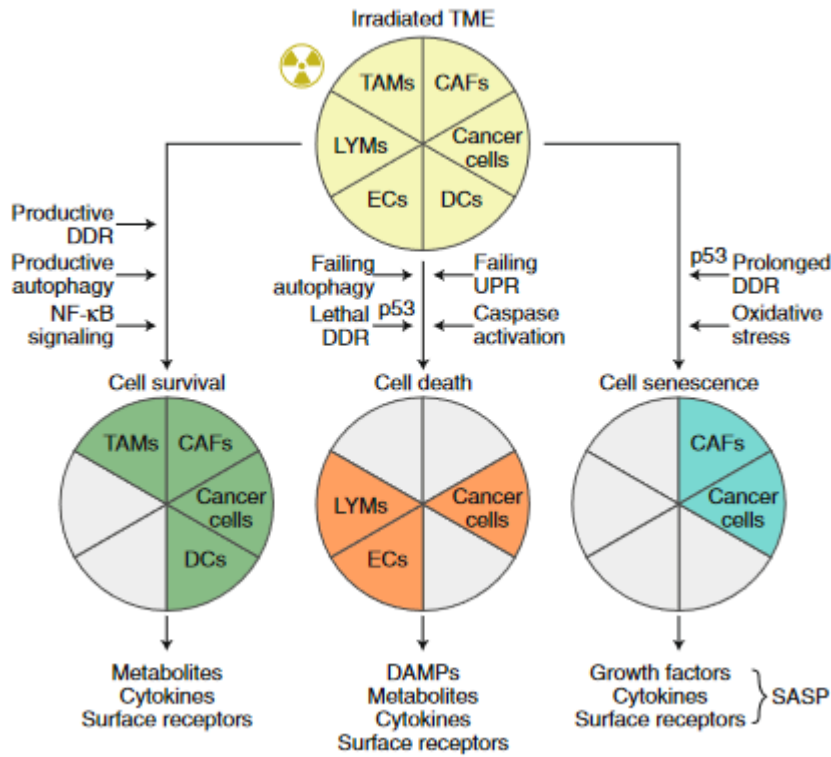 Irradiated TME
TAMs
CAFs
LYMs
Cancer
cells
ECs
DCs
Productive
DDR
Productive
autophagy
NF-κB
signaling
Failing
autophagy
Lethal
DDR
p53
Failing
UPR
Caspase
activation
p53
Prolonged
DDR
Oxidative
stress
Cell survival
TAMs
CAFs
Cancer
cells
DCs
Cell death
LYMs
Cancer
cells
ECs
Cell senescence
CAFs
Cancer
cells
Metabolites
Cytokines
Surface receptors
DAMPs
Metabolites
Cytokines
Surface receptors
Growth factors
Cytokines
Surface receptors
SASP